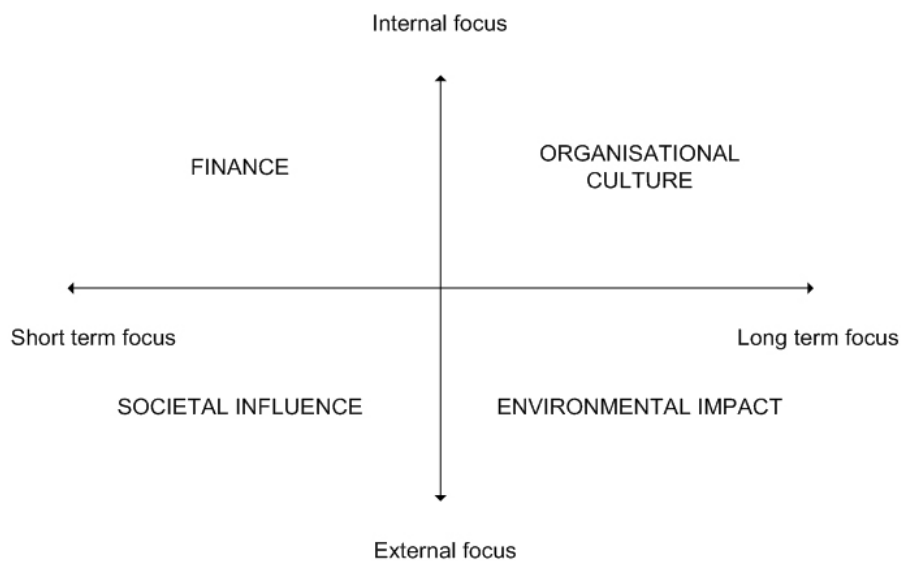 Internal focus
FINANCE
ORGANISATIONAL
CULTURE
Short term focus
Long term focus
SOCIETAL INFLUENCE
ENVIRONMENTAL IMPACT
External focus